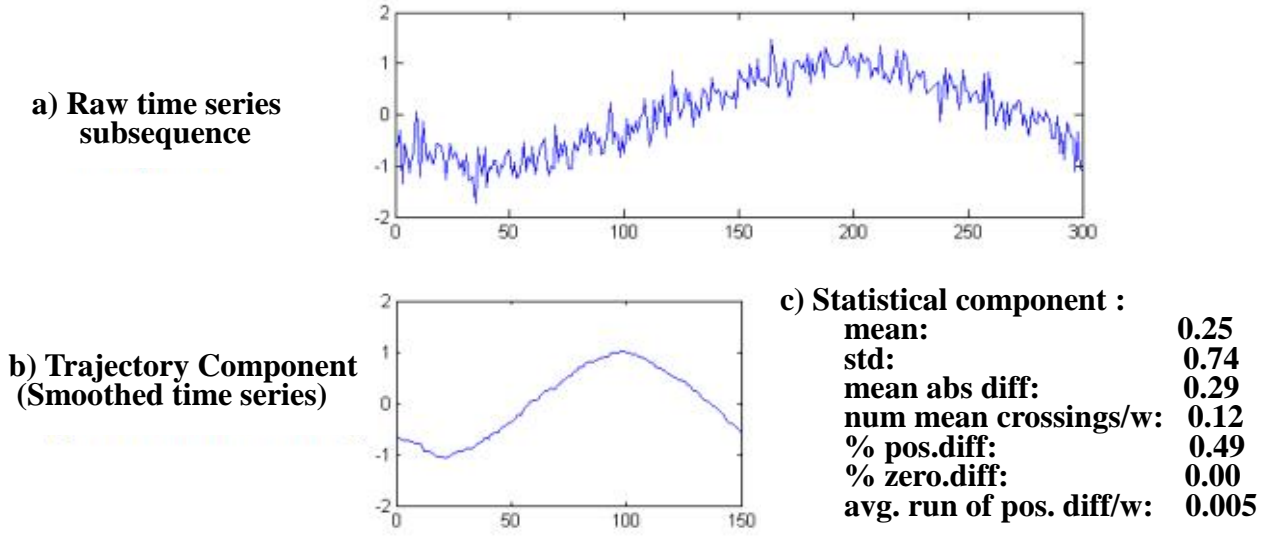 a) Raw time series
subsequence
2
1
0
-1
-2
0 50 100 150 200 250 300
b) Trajectory Component
(Smoothed time series)
2
1
0
-1
-2
0 50 100 150
c) Statistical component :
mean: 0.25
std: 0.74
mean abs diff: 0.29
num mean crossings/w: 0.12
% pos.diff: 0.49
% zero.diff: 0.00
avg. run of pos. diff/w: 0.005